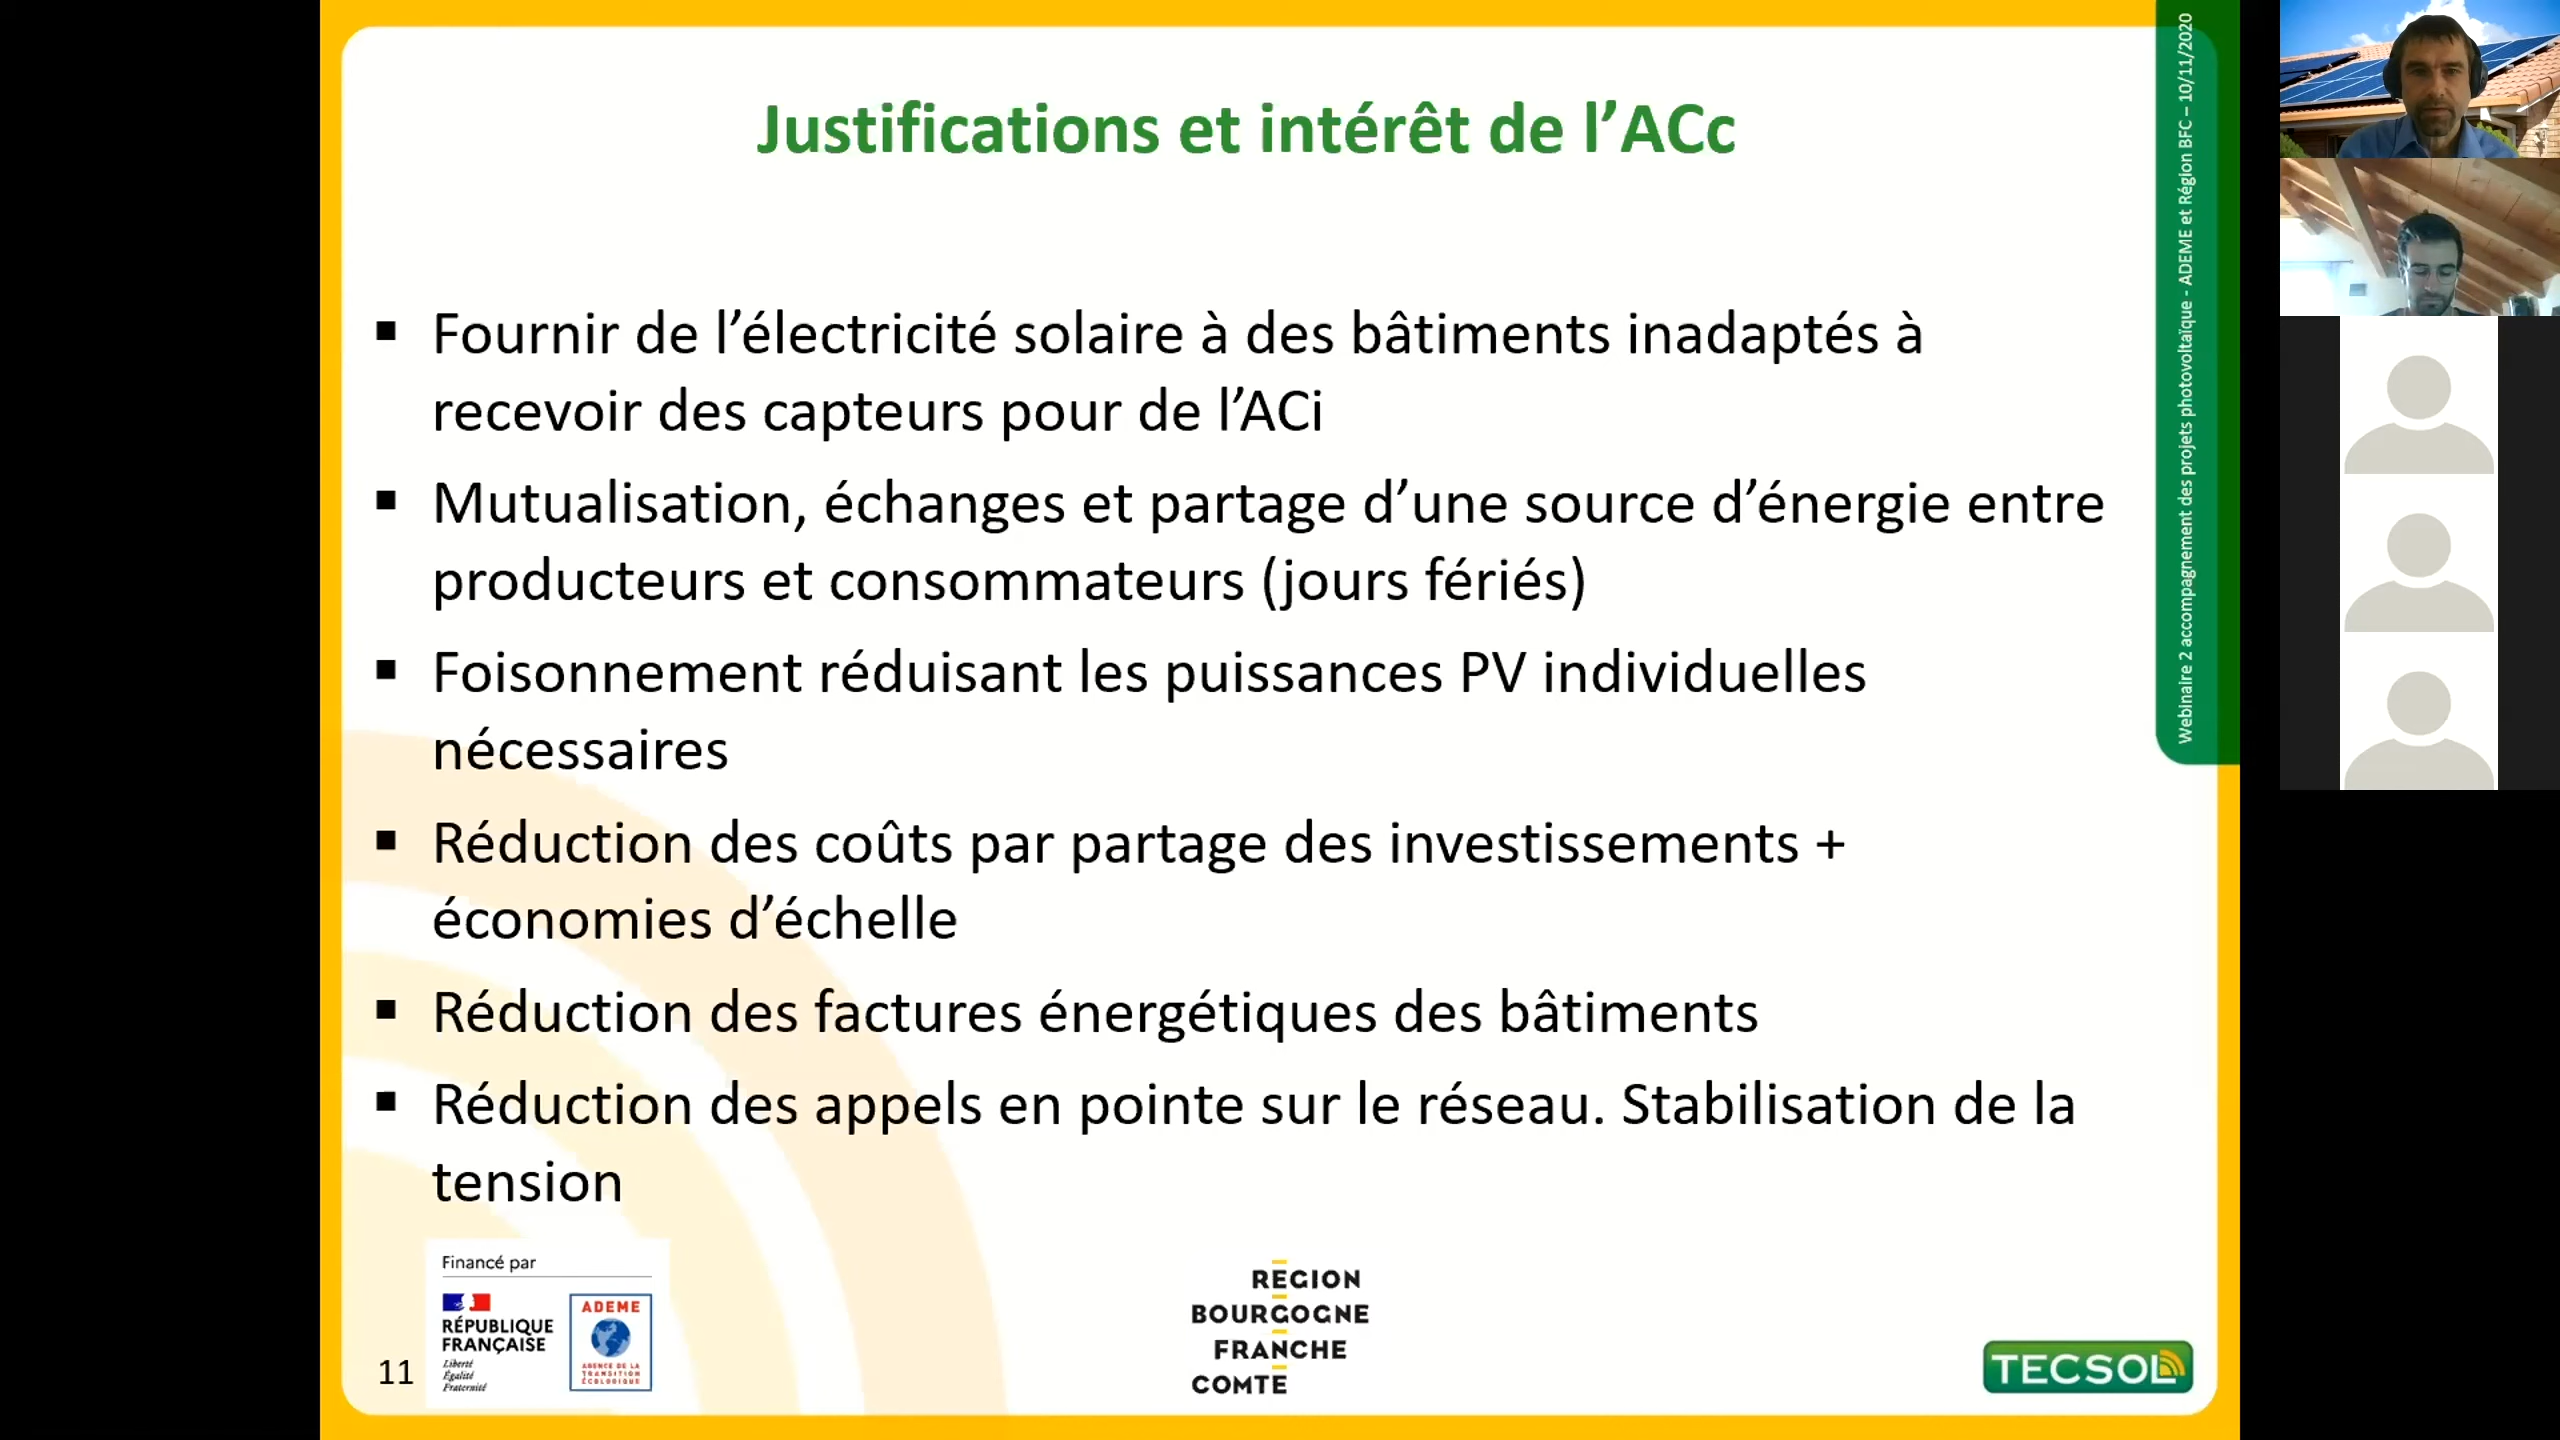 Justifications et intérêt de l’ACc
▪ Fournir de l’électricité solaire à des bâtiments inadaptés à
recevoir des capteurs pour de l’ACi
▪ Mutualisation, échanges et partage d’une source d’énergie entre
producteurs et consommateurs (jours fériés)
▪ Foisonnement réduisant les puissances PV individuelles
nécessaires
▪ Réduction des coûts par partage des investissements +
économies d’échelle
▪ Réduction des factures énergétiques des bâtiments
▪ Réduction des appels en pointe sur le réseau. Stabilisation de la
tension
Webinaire 2 accompagnement des projets photovoltaïque - ADEME et Région BFC – 10/11/2020
Financé par
RÉPUBLIQUE
FRANÇAISE
Liberté
Égalité
Fraternité
ADEME
AGENCE DE LA
TRANSITION
ÉCOLOGIQUE
REGION
BOURGOGNE
FRANCHE
COMTE
TECSOL
11